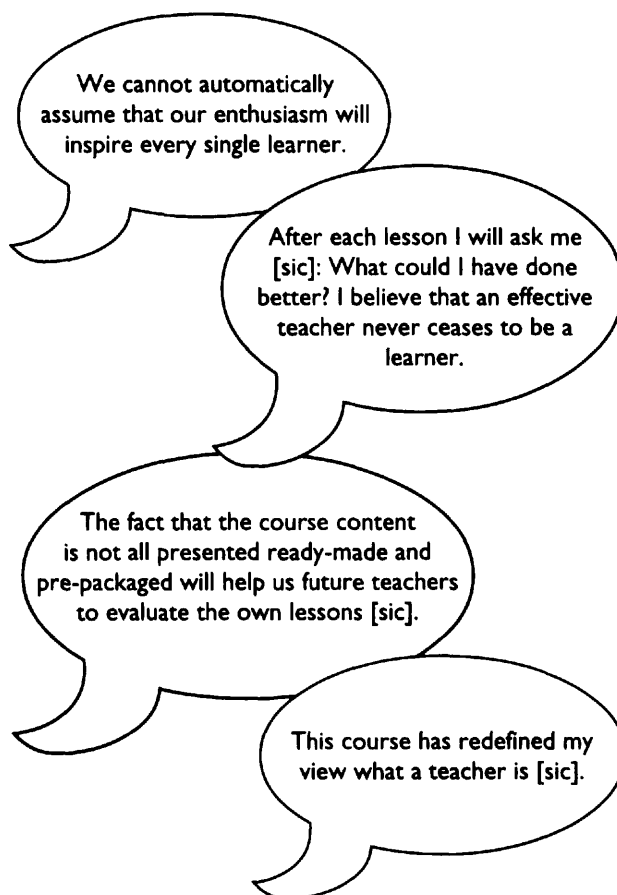 We cannot automatically
assume that our enthusiasm will
inspire every single learner.
After each lesson I will ask me
[sic]: What could I have done
better? I believe that an effective
teacher never ceases to be a
learner.
The fact that the course content
is not all presented ready-made and
pre-packaged will help us future teachers
to evaluate the own lessons [sic].
This course has redefined my
view what a teacher is [sic].